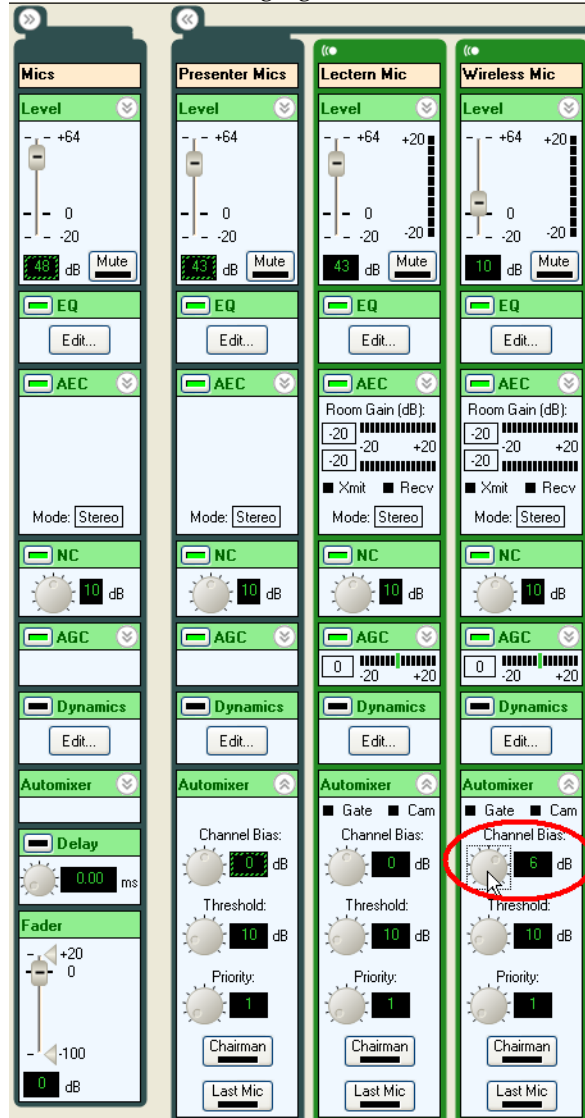 Mics
Level
+64
0
-20
48 dB Mute
EQ
Edit...
AEC
Mode: Stereo
NC
10 dB
AGC
Dynamics
Edit...
Automixer
Delay
0.00 ms
Fader
+20
0
-100
0 dB
Presenter Mics
Level
+64
0
-20
43 dB Mute
EQ
Edit...
AEC
Mode: Stereo
NC
10 dB
AGC
Dynamics
Edit...
Automixer
Channel Bias:
0 dB
Threshold:
10 dB
Priority:
1
Chairman
Last Mic
Lectern Mic
Level
+64 +20
0
-20 -20
43 dB Mute
EQ
Edit...
AEC
Room Gain (dB):
-20
-20 +20
-20
Xmit Recv
Mode: Stereo
NC
10 dB
AGC
0 -20 +20
Dynamics
Edit...
Automixer
Gate Cam
Channel Bias:
0 dB
Threshold:
10 dB
Priority:
1
Chairman
Last Mic
Wireless Mic
Level
+64 +20
0
-20 -20
10 dB Mute
EQ
Edit...
AEC
Room Gain (dB):
-20
-20 +20
-20
Xmit Recv
Mode: Stereo
NC
10 dB
AGC
0 -20 +20
Dynamics
Edit...
Automixer
Gate Cam
Channel Bias:
6 dB
Threshold:
10 dB
Priority:
1
Chairman
Last Mic